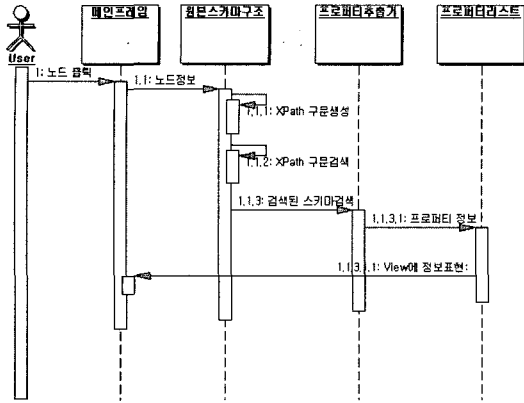 메인프레임
원본스키마구조
프로퍼티추출기
프로퍼티리스트
User
1: 노드 클릭
1.1: 노드정보
1.1.1: XPath 구문생성
1.1.2: XPath 구문검색
1.1.3: 검색된 스키마검색
1.1.3.1: 프로퍼티 정보
1.1.3.1.1: View에 정보표현: